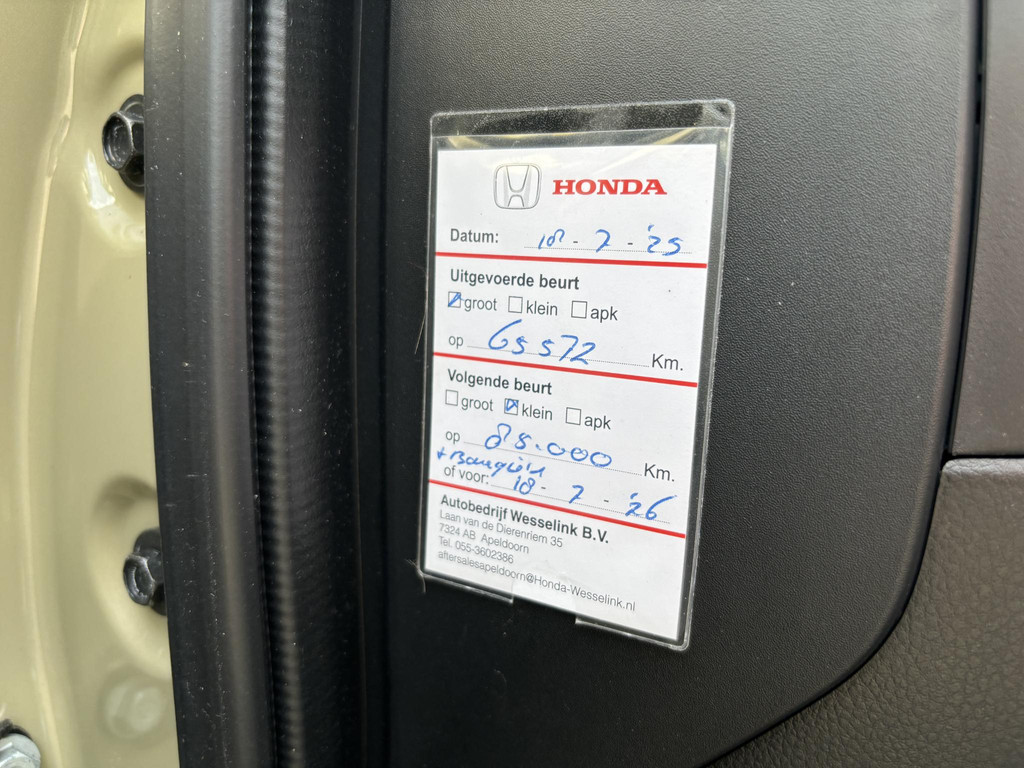 HONDA
Datum: 18-7-'25
Uitgevoerde beurt
groot klein apk
op 65572 Km.
Volgende beurt
groot klein apk
op 85.000 Km.
of voor: 18-7-'26
Autobedrijf Wesselink B.V.
Laan van de Dierenriem 35
7324 AB Apeldoorn
Tel. 055-3602386
aftersalesapeldoorn@Honda-Wesselink.nl